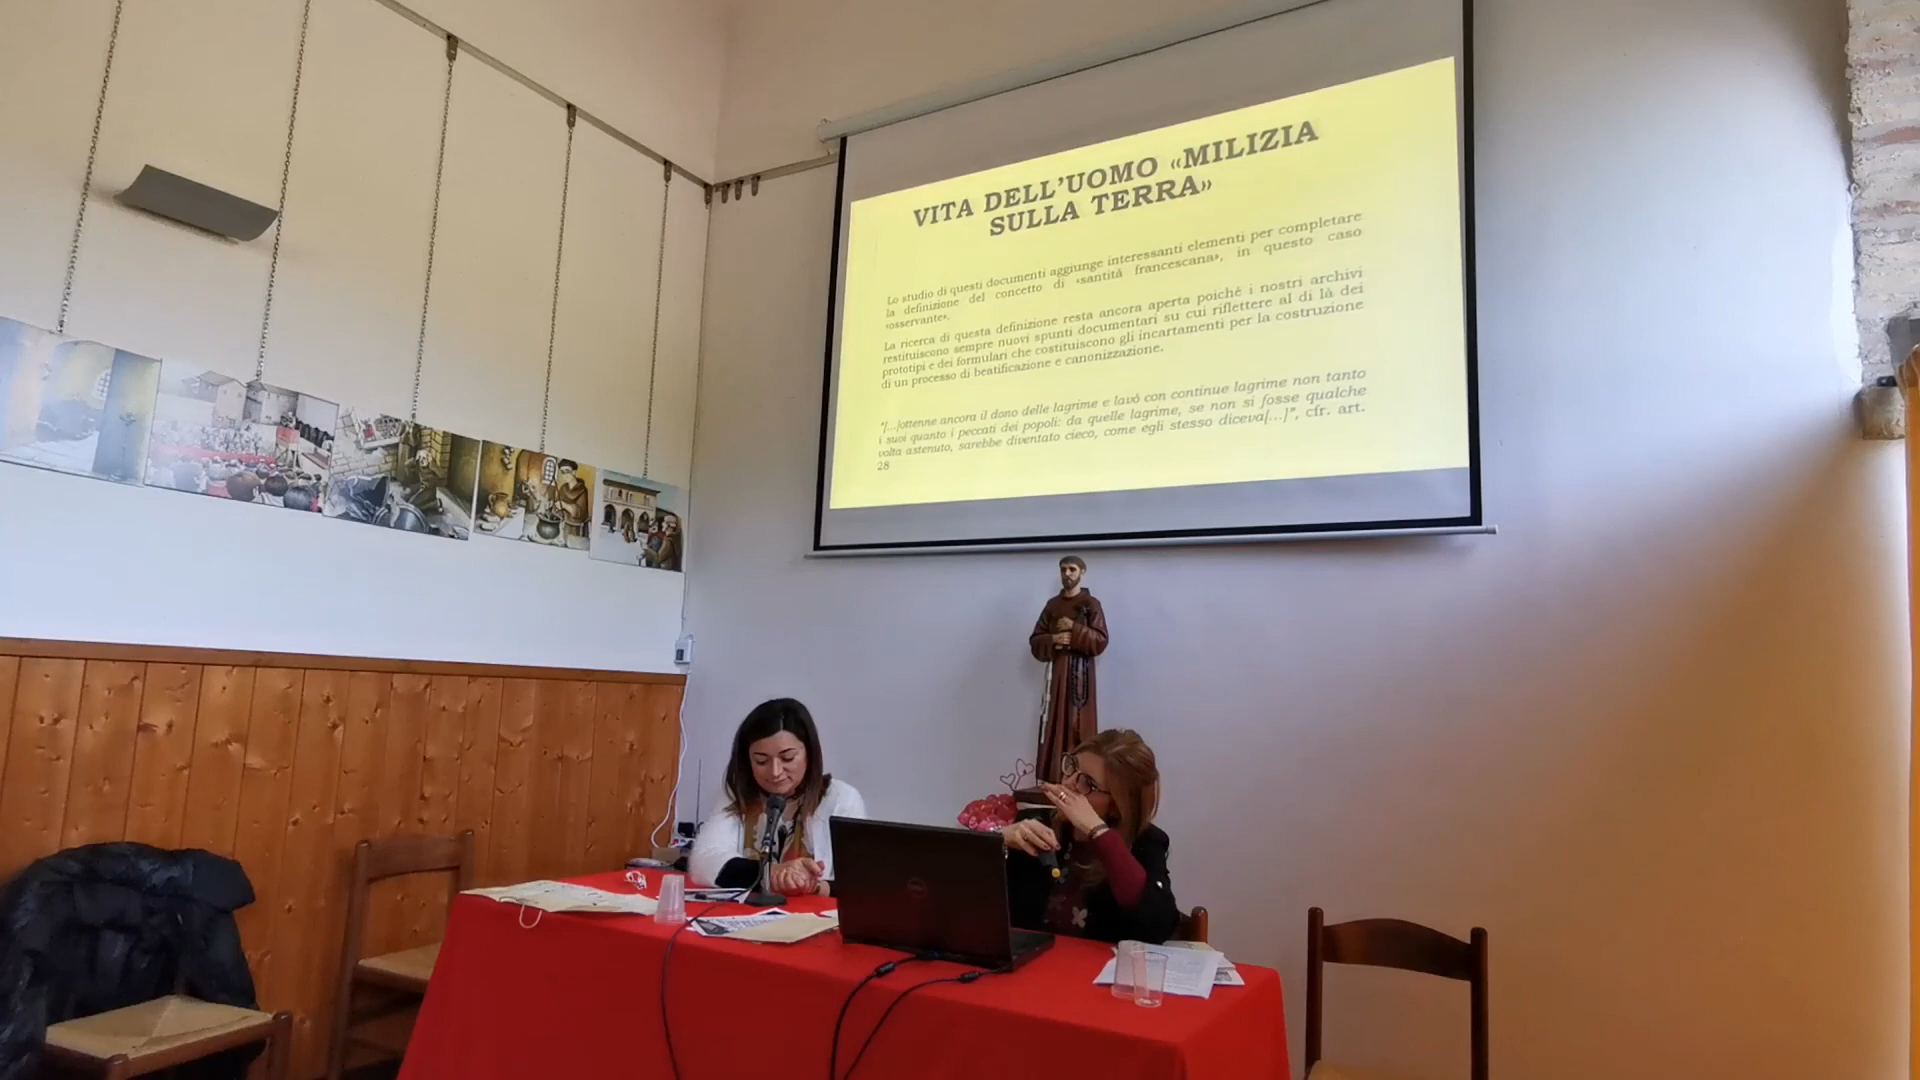 VITA DELL'UOMO «MILIZIA
SULLA TERRA»
Lo studio di questi documenti aggiunge interessanti elementi per completare
la definizione del concetto di «santità francescana», in questo caso
«osservante».
La ricerca di questa definizione resta ancora aperta poiché i nostri archivi
restituiscono sempre nuovi spunti documentari su cui riflettere al di là dei
prototipi e dei formulari che costituiscono gli incartamenti per la costruzione
di un processo di beatificazione e canonizzazione.
"[...]ottenne ancora il dono delle lagrime e lavò con continue lagrime non tanto
i suoi quanto i peccati dei popoli: da quelle lagrime, se non si fosse qualche
volta astenuto, sarebbe diventato cieco, come egli stesso diceva[...]", cfr. art.
28